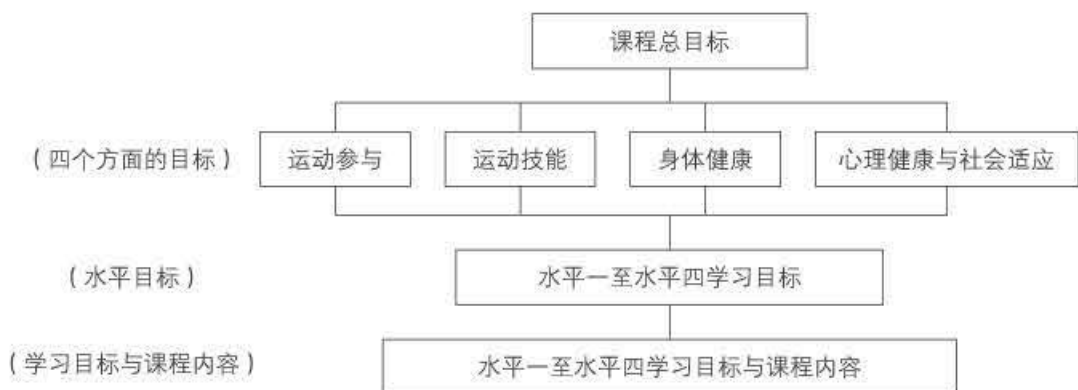 课程总目标
（四个方面的目标） 运动参与 运动技能 身体健康 心理健康与社会适应
（水平目标） 水平一至水平四学习目标
（学习目标与课程内容） 水平一至水平四学习目标与课程内容